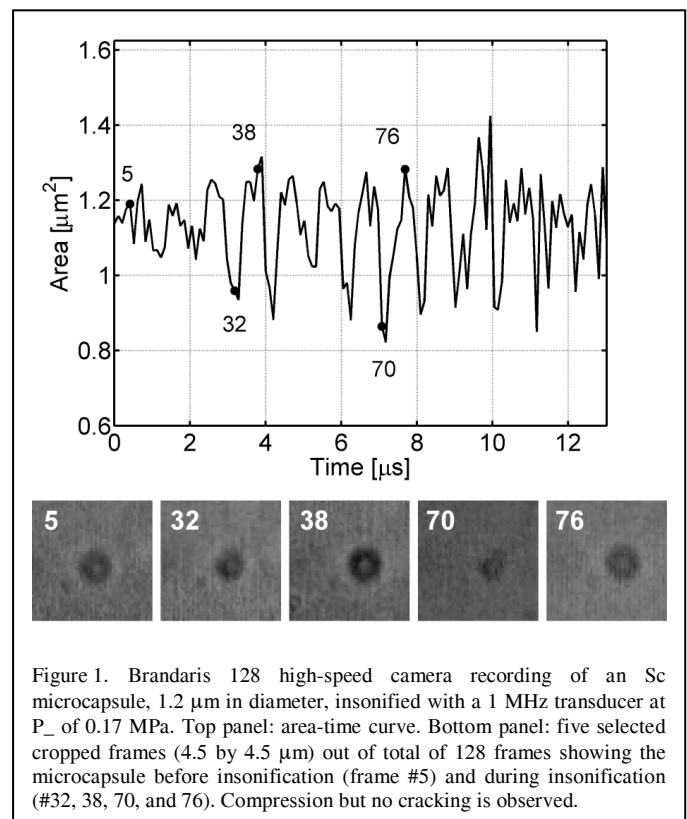 1.6
1.4
1.2
1
0.8
0.6
Area [μm²]
5
38
76
32
70
0 2 4 6 8 10 12
Time [μs]
5 32 38 70 76
Figure 1. Brandaris 128 high-speed camera recording of an Sc
microcapsule, 1.2 μm in diameter, insonified with a 1 MHz transducer at
P_ of 0.17 MPa. Top panel: area-time curve. Bottom panel: five selected
cropped frames (4.5 by 4.5 μm) out of total of 128 frames showing the
microcapsule before insonification (frame #5) and during insonification
(#32, 38, 70, and 76). Compression but no cracking is observed.